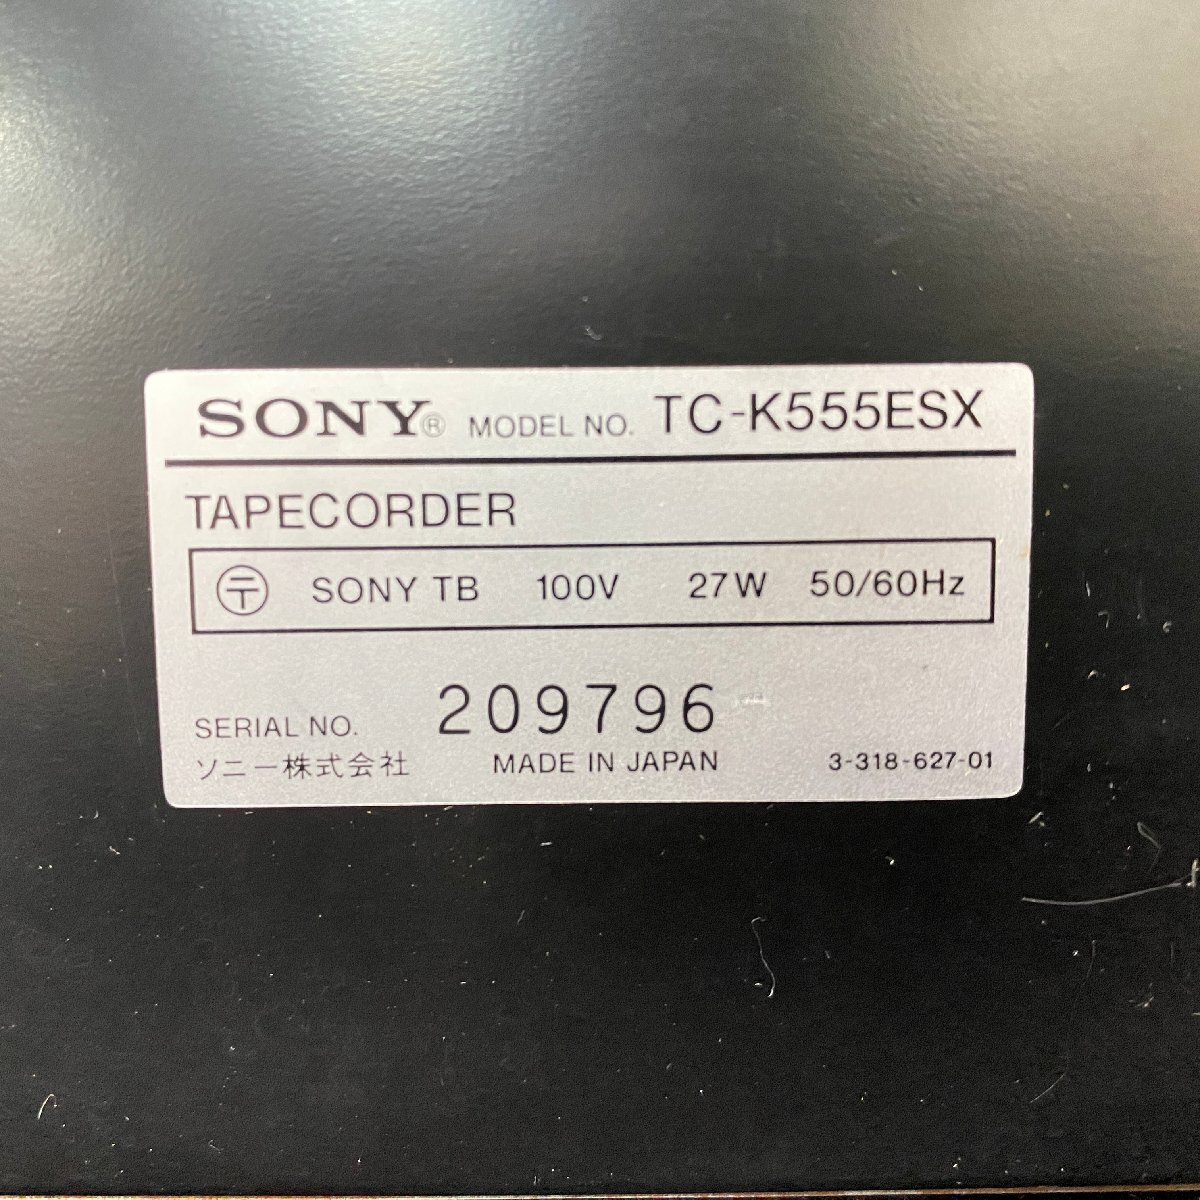 SONY® MODEL NO. TC-K555ESX
TAPECORDER
〶 SONY TB 100V 27W 50/60Hz
SERIAL NO. 209796
ソニー株式会社 MADE IN JAPAN 3-318-627-01